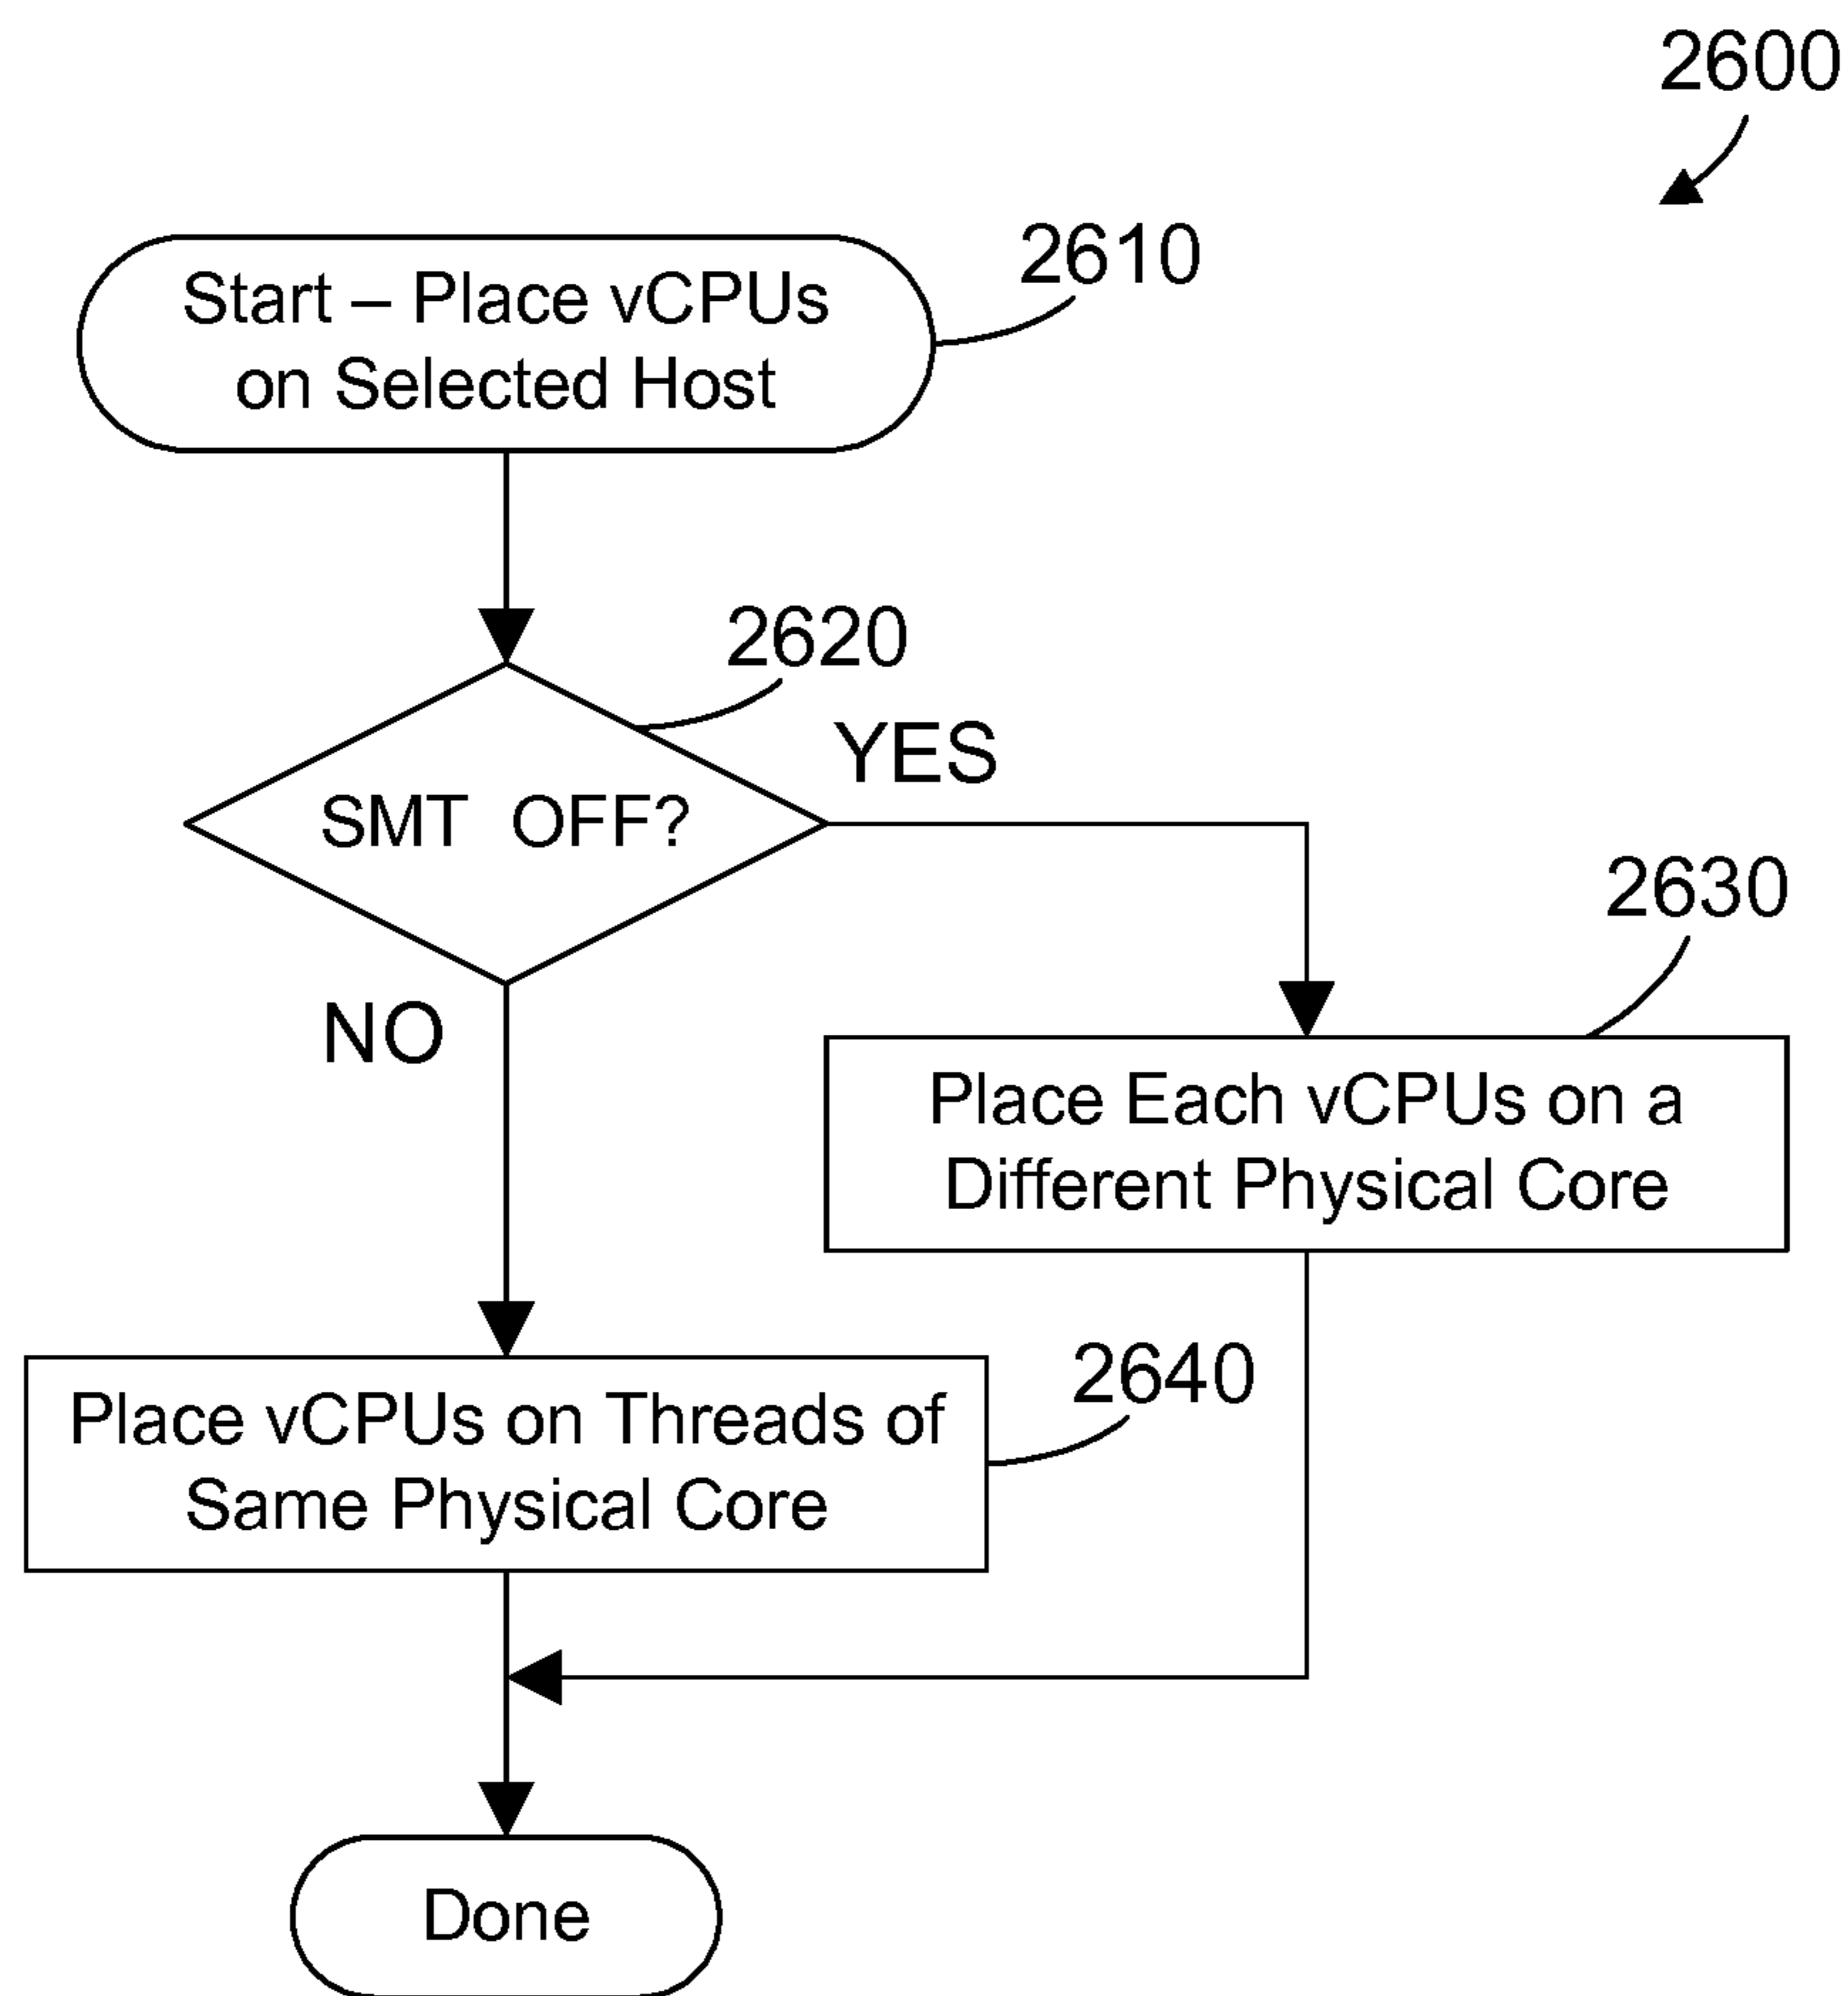 2600
2610
Start – Place vCPUs
on Selected Host
2620
YES
SMT OFF?
2630
NO
Place Each vCPUs on a
Different Physical Core
2640
Place vCPUs on Threads of
Same Physical Core
Done